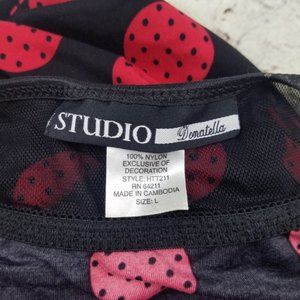 STUDIO Donatella
100% NYLON
EXCLUSIVE OF
DECORATION
STYLE: HTT211
RN 64211
MADE IN CAMBODIA
SIZE: L